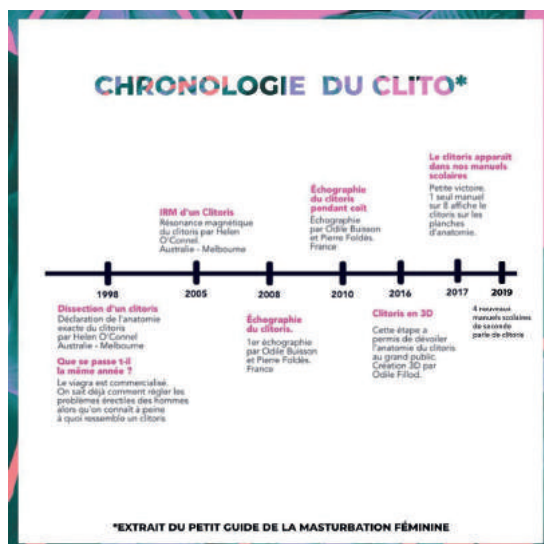 CHRONOLOGIE DU CLITO*
Le clitoris apparaît
dans nos manuels
scolaires
Petite victoire.
1 seul manuel
sur 8 affiche le
clitoris sur les
planches
d'anatomie.
Échographie
du clitoris
pendant coït
Échographie
par Odile Buisson
et Pierre Foldès.
France
IRM d'un Clitoris
Résonance magnétique
du clitoris par Helen
O'Connel.
Australie - Melbourne
1998
2005
2008
2010
2016
2017
2019
Dissection d'un clitoris
Déclaration de l'anatomie
exacte du clitoris
par Helen O'Connel
Australie - Melbourne
Que se passe t-il
la même année ?
Le viagra est commercialisé.
On sait déjà comment régler les
problèmes érectiles des hommes
alors qu'on connaît à peine
à quoi ressemble un clitoris
Échographie
du clitoris.
1er échographie
par Odile Buisson
et Pierre Foldès.
France
Clitoris en 3D
Cette étape a
permis de dévoiler
l'anatomie du clitoris
au grand public.
Création 3D par
Odile Fillod.
4 nouveaux
manuels scolaires
de seconde
parle de clitoris
*EXTRAIT DU PETIT GUIDE DE LA MASTURBATION FÉMININE